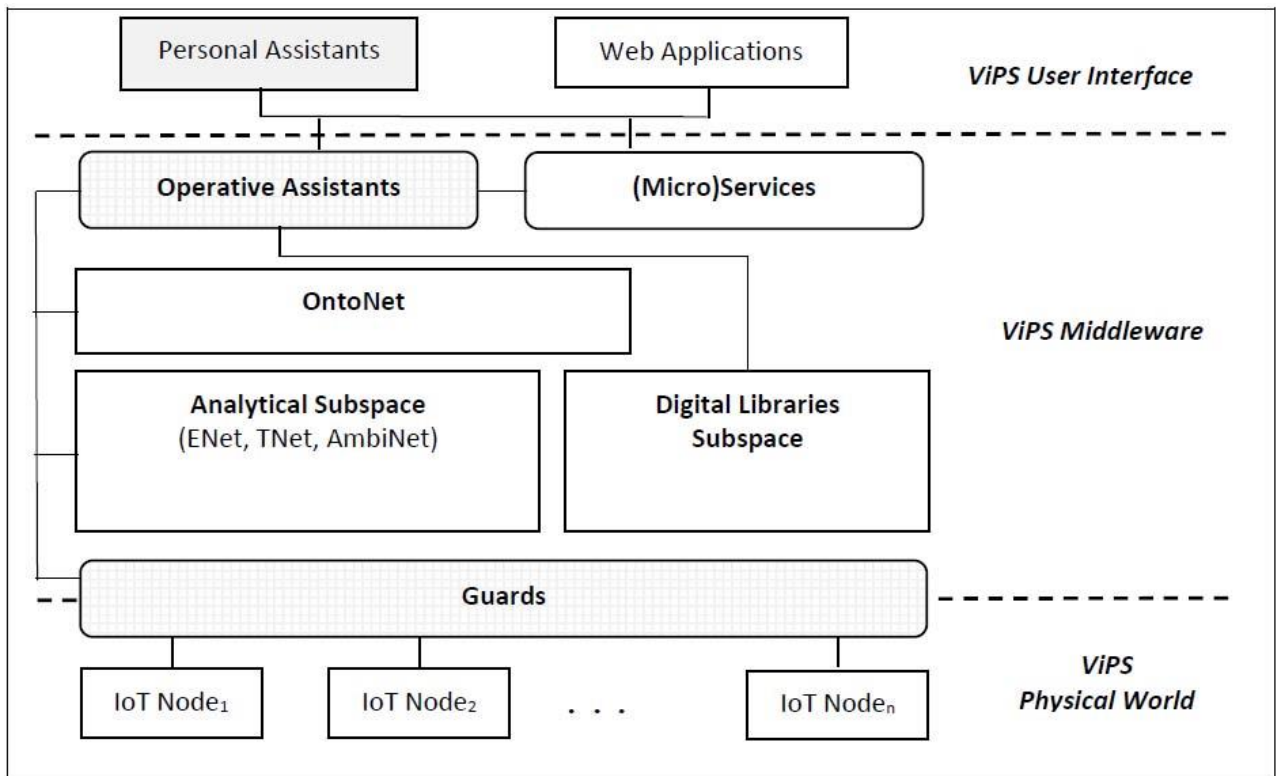 Personal Assistants
Web Applications
ViPS User Interface
Operative Assistants
(Micro)Services
OntoNet
ViPS Middleware
Analytical Subspace
(ENet, TNet, AmbiNet)
Digital Libraries
Subspace
Guards
IoT Node₁
IoT Node₂
. . .
IoT Nodeₙ
ViPS
Physical World